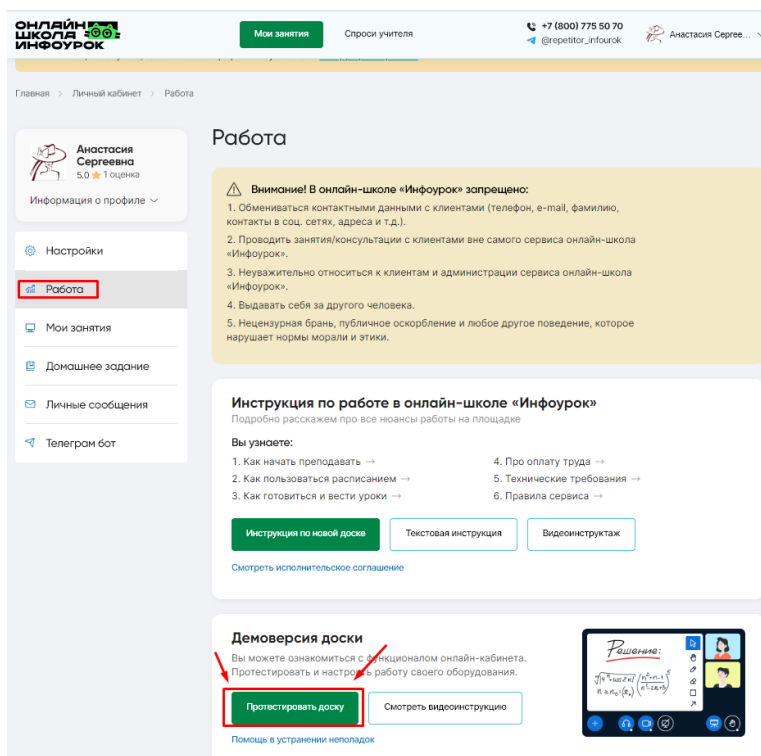 ОНЛАЙН
ШКОЛА
ИНФОУРОК
Мои занятия
Спроси учителя
+7 (800) 775 50 70
@repetitor_infourok
Анастасия Сергее...
Главная > Личный кабинет > Работа
Анастасия
Сергеевна
5.0 1 оценка
Информация о профиле
Настройки
Работа
Мои занятия
Домашнее задание
Личные сообщения
Телеграм бот
Работа
Внимание! В онлайн-школе «Инфоурок» запрещено:
1. Обмениваться контактными данными с клиентами (телефон, e-mail, фамилию,
контакты в соц. сетях, адреса и т.д.).
2. Проводить занятия/консультации с клиентами вне самого сервиса онлайн-школа
«Инфоурок».
3. Неуважительно относиться к клиентам и администрации сервиса онлайн-школа
«Инфоурок».
4. Выдавать себя за другого человека.
5. Нецензурная брань, публичное оскорбление и любое другое поведение, которое
нарушает нормы морали и этики.
Инструкция по работе в онлайн-школе «Инфоурок»
Подробно расскажем про все нюансы работы на площадке
Вы узнаете:
1. Как начать преподавать →
2. Как пользоваться расписанием →
3. Как готовиться и вести уроки →
4. Про оплату труда →
5. Технические требования →
6. Правила сервиса →
Инструкция по новой доске
Текстовая инструкция
Видеоинструктаж
Смотреть исполнительское соглашение
Демоверсия доски
Вы можете ознакомиться с функционалом онлайн-кабинета.
Протестировать и настроить работу своего оборудования.
Протестировать доску
Смотреть видеоинструкцию
Помощь в устранении неполадок
Решение: